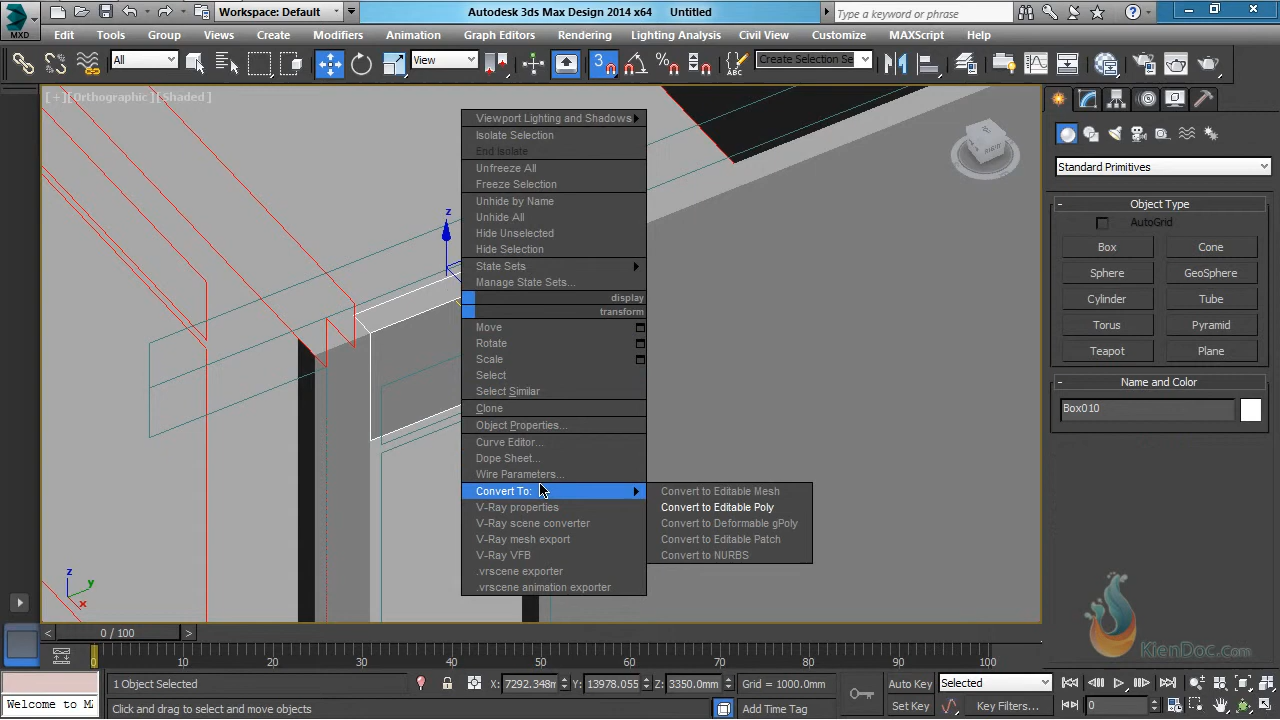 MXD
Workspace: Default
Autodesk 3ds Max Design 2014 x64 Untitled
Type a keyword or phrase
Edit Tools Group Views Create Modifiers Animation Graph Editors Rendering Lighting Analysis Civil View Customize MAXScript Help
All
View
3
Create Selection Se
[+][Orthographic][Shaded]
Viewport Lighting and Shadows
Isolate Selection
End Isolate
Unfreeze All
Freeze Selection
Unhide by Name
Unhide All
Hide Unselected
Hide Selection
State Sets
Manage State Sets...
display
transform
Move
Rotate
Scale
Select
Select Similar
Clone
Object Properties...
Curve Editor...
Dope Sheet...
Wire Parameters...
Convert To:
V-Ray properties
V-Ray scene converter
V-Ray mesh export
V-Ray VFB
.vrscene exporter
.vrscene animation exporter
Convert to Editable Mesh
Convert to Editable Poly
Convert to Deformable gPoly
Convert to Editable Patch
Convert to NURBS
z
z
y
x
Standard Primitives
- Object Type
AutoGrid
Box Cone
Sphere GeoSphere
Cylinder Tube
Torus Pyramid
Teapot Plane
- Name and Color
Box010
KienDoc.com
< 0 / 100 >
0 10 20 30 40 50 60 70 80 90 100
1 Object Selected
X: 7292.348m Y: 13978.055 Z: 3350.0mm
Grid = 1000.0mm
Auto Key
Selected
Welcome to MA
Click and drag to select and move objects
Add Time Tag
Set Key
Key Filters...
0